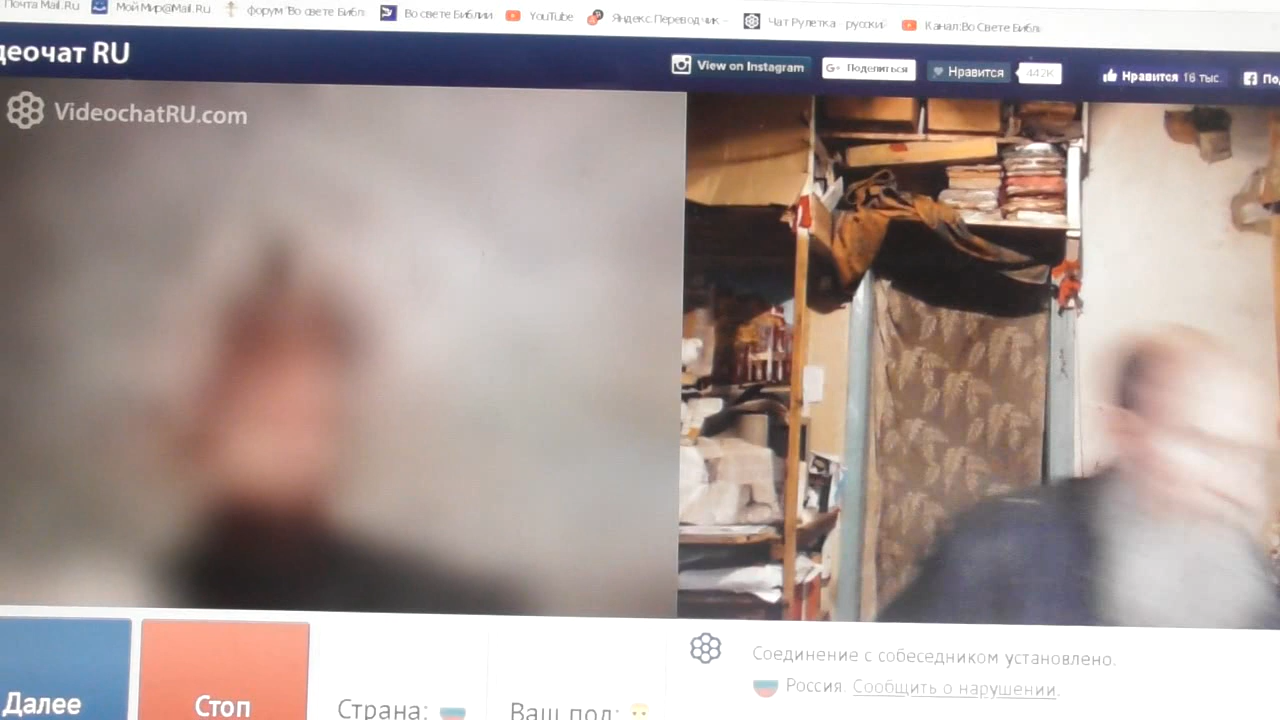 Почта Mail.Ru
МойМир@Mail.Ru
форум "Во свете Библ
Во свете Библии
YouTube
Яндекс.Переводчик –
Чат Рулетка русский
Канал:Во Свете Библ
деочат RU
View on Instagram
G+ Поделиться
Нравится
442K
Нравится 16 тыс.
По
VideochatRU.com
Далее
Стоп
Страна:
Ваш пол:
Соединение с собеседником установлено.
Россия. Сообщить о нарушении.